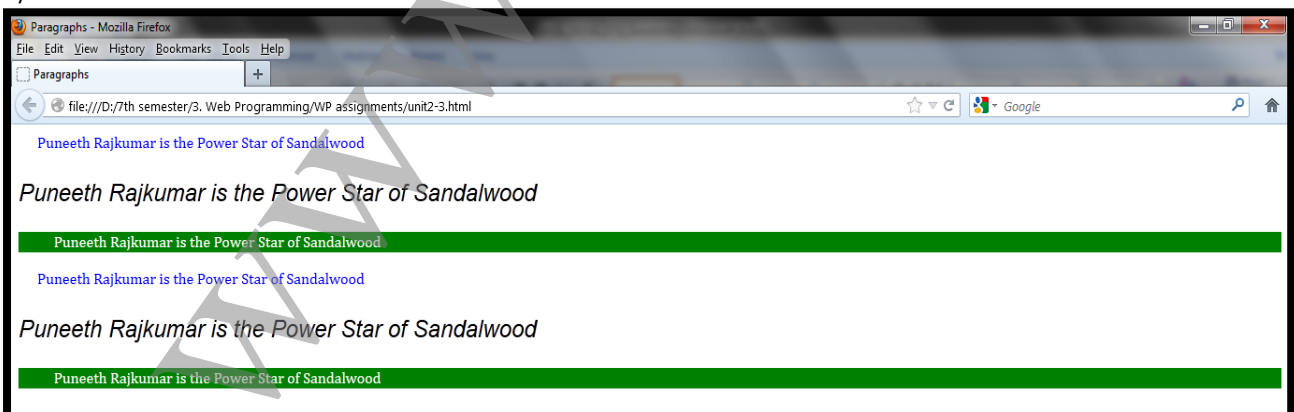 Paragraphs - Mozilla Firefox
File Edit View History Bookmarks Tools Help
Paragraphs
file:///D:/7th semester/3. Web Programming/WP assignments/unit2-3.html
Google
Puneeth Rajkumar is the Power Star of Sandalwood
Puneeth Rajkumar is the Power Star of Sandalwood
Puneeth Rajkumar is the Power Star of Sandalwood
Puneeth Rajkumar is the Power Star of Sandalwood
Puneeth Rajkumar is the Power Star of Sandalwood
Puneeth Rajkumar is the Power Star of Sandalwood